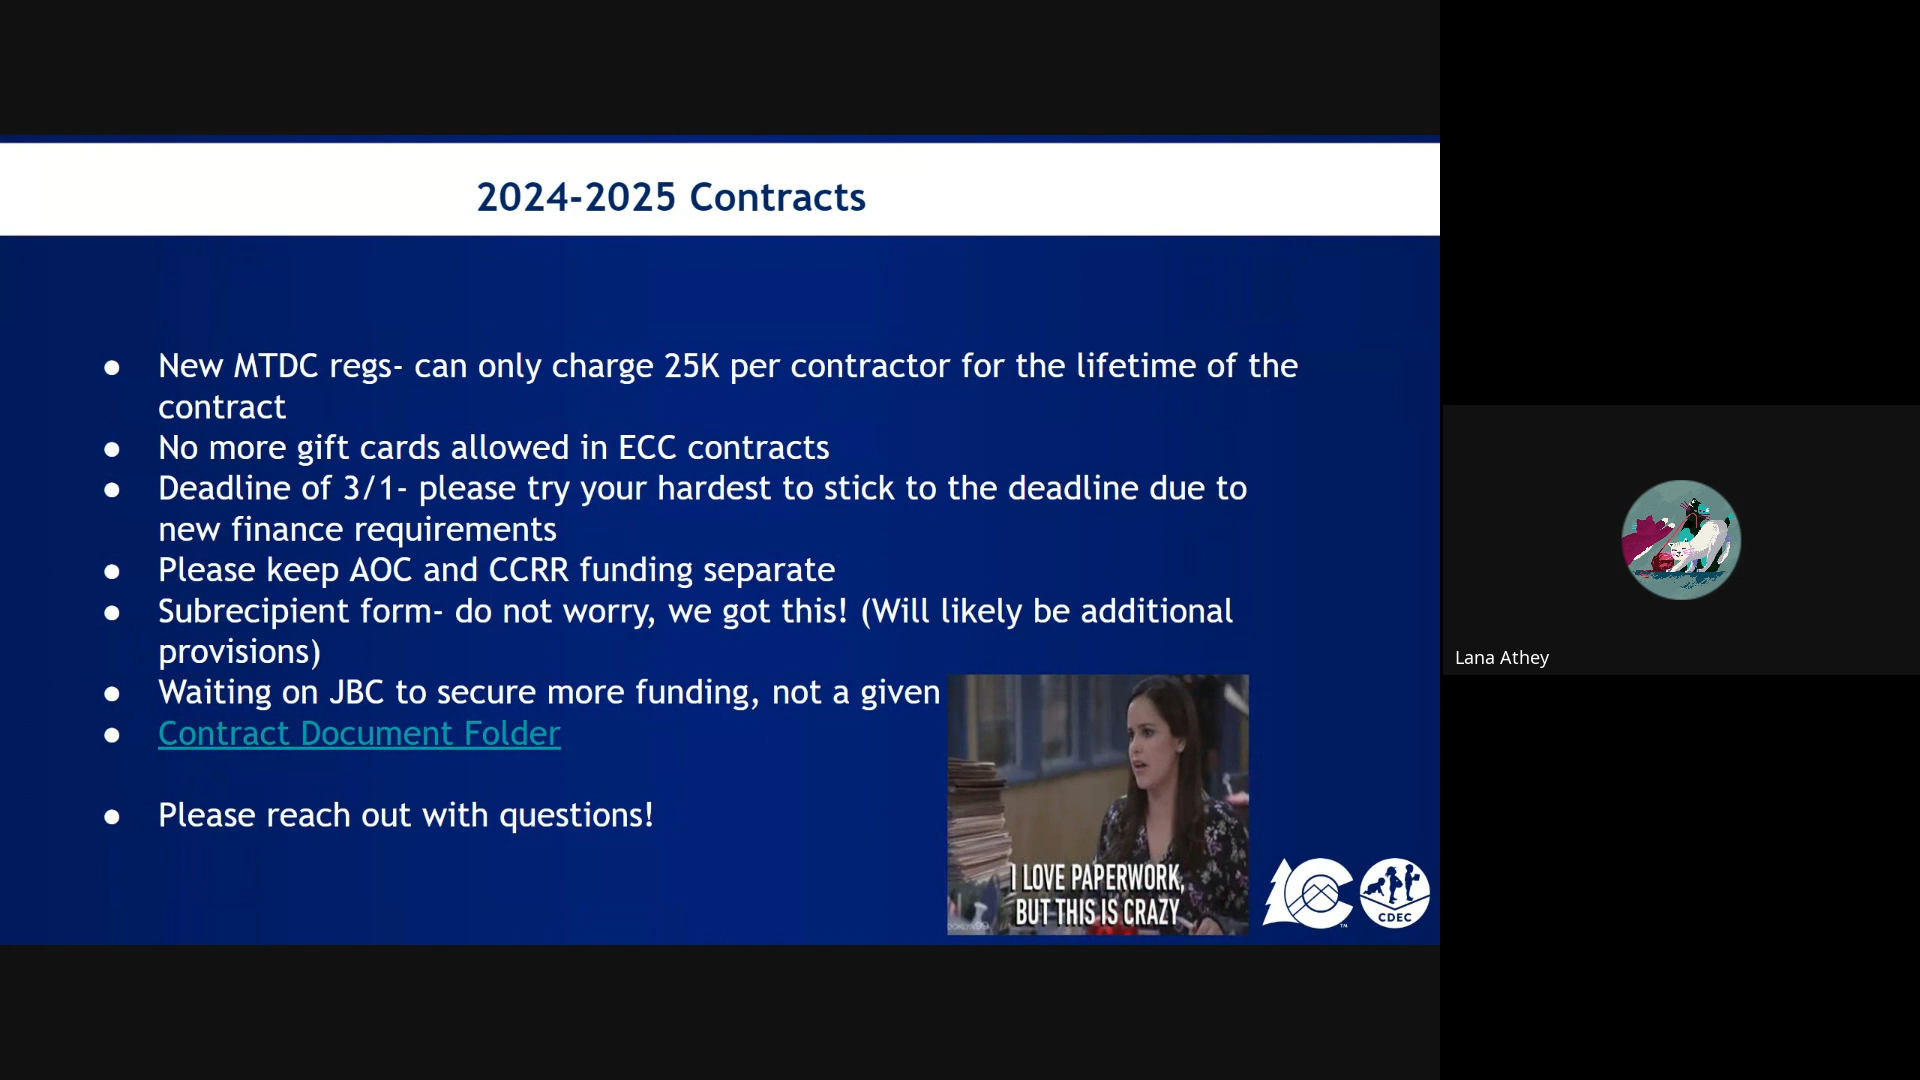 2024-2025 Contracts
● New MTDC regs- can only charge 25K per contractor for the lifetime of the
contract
● No more gift cards allowed in ECC contracts
● Deadline of 3/1- please try your hardest to stick to the deadline due to
new finance requirements
● Please keep AOC and CCRR funding separate
● Subrecipient form- do not worry, we got this! (Will likely be additional
provisions)
● Waiting on JBC to secure more funding, not a given
● Contract Document Folder
● Please reach out with questions!
I LOVE PAPERWORK,
BUT THIS IS CRAZY
C
TM
CDEC
Lana Athey